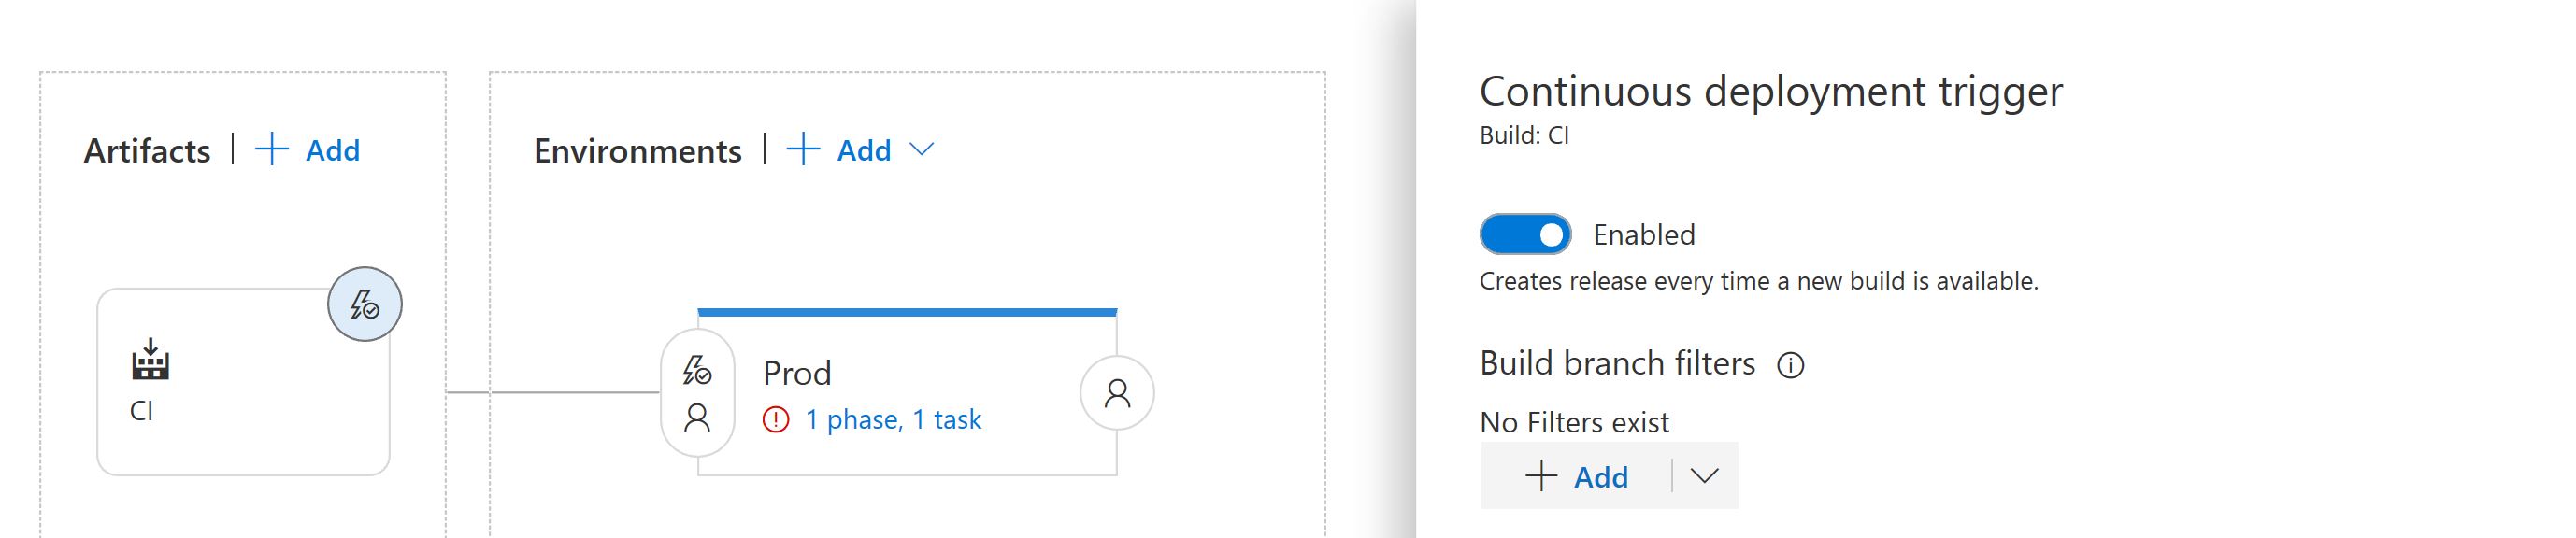 Artifacts | + Add
CI
Environments | + Add
Prod
1 phase, 1 task
Continuous deployment trigger
Build: CI
Enabled
Creates release every time a new build is available.
Build branch filters
No Filters exist
+ Add